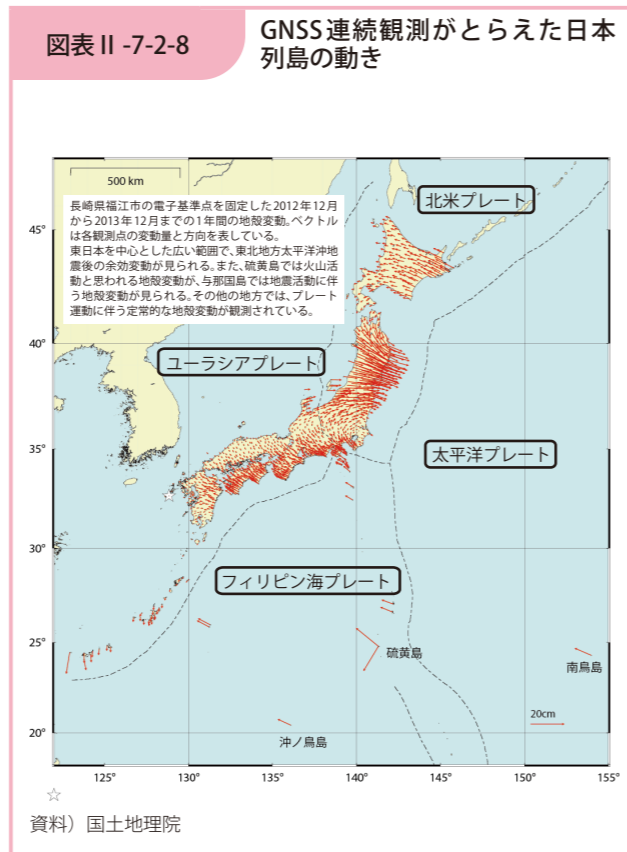 図表Ⅱ-7-2-8
GNSS連続観測がとらえた日本
列島の動き
500 km
長崎県福江市の電子基準点を固定した2012年12月
から2013年12月までの1年間の地殻変動。ベクトル
は各観測点の変動量と方向を表している。
東日本を中心とした広い範囲で、東北地方太平洋沖地
震後の余効変動が見られる。また、硫黄島では火山活
動と思われる地殻変動が、与那国島では地震活動に伴
う地殻変動が見られる。その他の地方では、プレート
運動に伴う定常的な地殻変動が観測されている。
北米プレート
45°
40°
ユーラシアプレート
35°
太平洋プレート
30°
フィリピン海プレート
25°
硫黄島
南鳥島
20cm
20°
沖ノ鳥島
125°
130°
135°
140°
145°
150°
155°
☆
資料）国土地理院